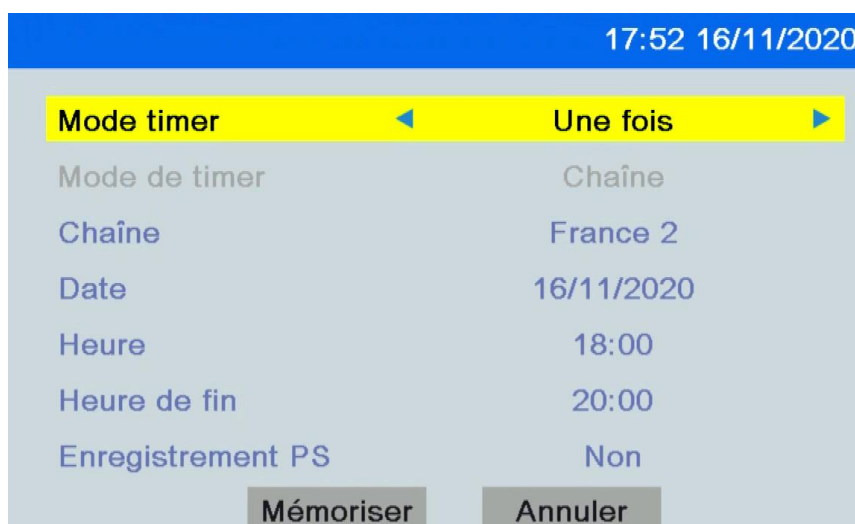 17:52 16/11/2020
Mode timer Une fois
Mode de timer Chaîne
Chaîne France 2
Date 16/11/2020
Heure 18:00
Heure de fin 20:00
Enregistrement PS Non
Mémoriser Annuler